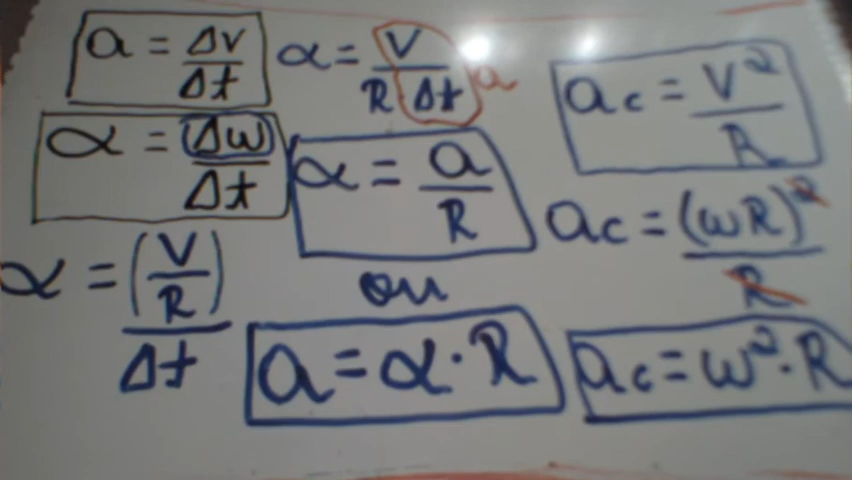 a = Δv/Δt
α = Δω/Δt
α = (V/R)/Δt
α = V/R Δt a
α = a/R
ou
a = α · R
ac = V²/R
ac = (ωR)²/R
ac = ω² · R